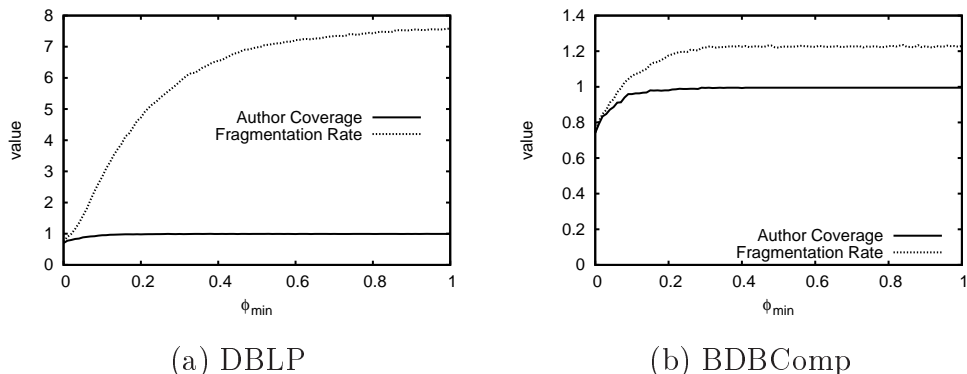 8
7
6
5
4
3
2
1
0
value
Author Coverage
Fragmentation Rate
0 0.2 0.4 0.6 0.8 1
ϕmin
(a) DBLP
1.4
1.2
1
0.8
0.6
0.4
0.2
0
value
Author Coverage
Fragmentation Rate
0 0.2 0.4 0.6 0.8 1
ϕmin
(b) BDBComp